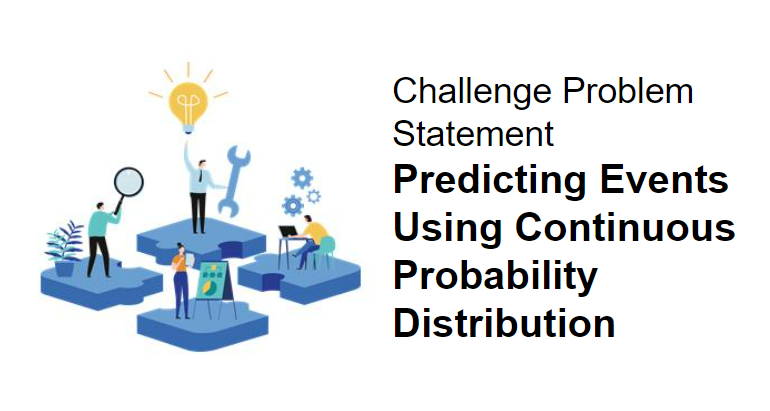 Challenge Problem
Statement
Predicting Events
Using Continuous
Probability
Distribution